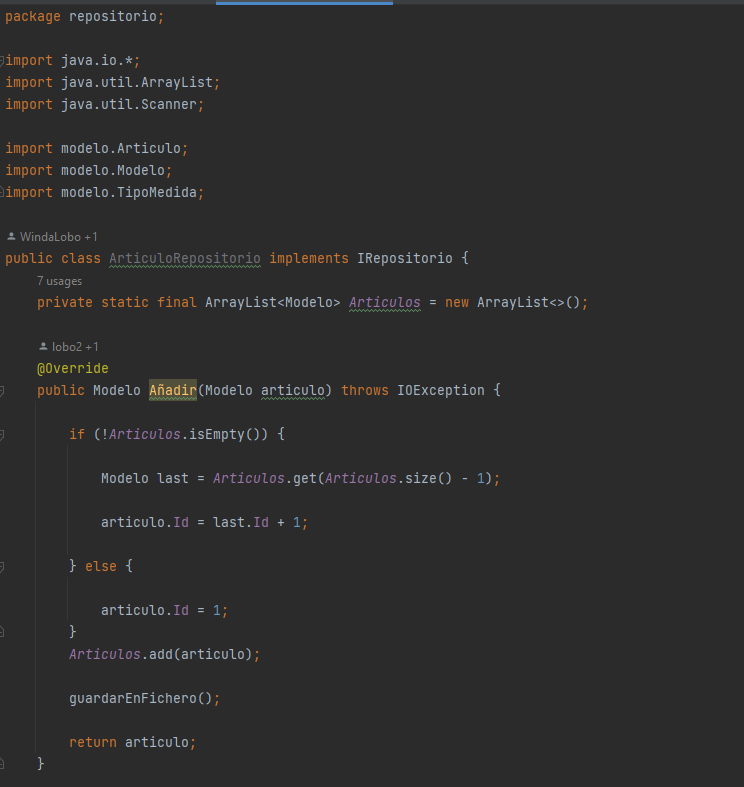 package repositorio;
import java.io.*;
import java.util.ArrayList;
import java.util.Scanner;
import modelo.Articulo;
import modelo.Modelo;
import modelo.TipoMedida;
WindaLobo +1
public class ArticuloRepositorio implements IRepositorio {
7 usages
private static final ArrayList<Modelo> Articulos = new ArrayList<>();
lobo2 +1
@Override
public Modelo Añadir(Modelo articulo) throws IOException {
if (!Articulos.isEmpty()) {
Modelo last = Articulos.get(Articulos.size() - 1);
articulo.Id = last.Id + 1;
} else {
articulo.Id = 1;
}
Articulos.add(articulo);
guardarEnFichero();
return articulo;
}